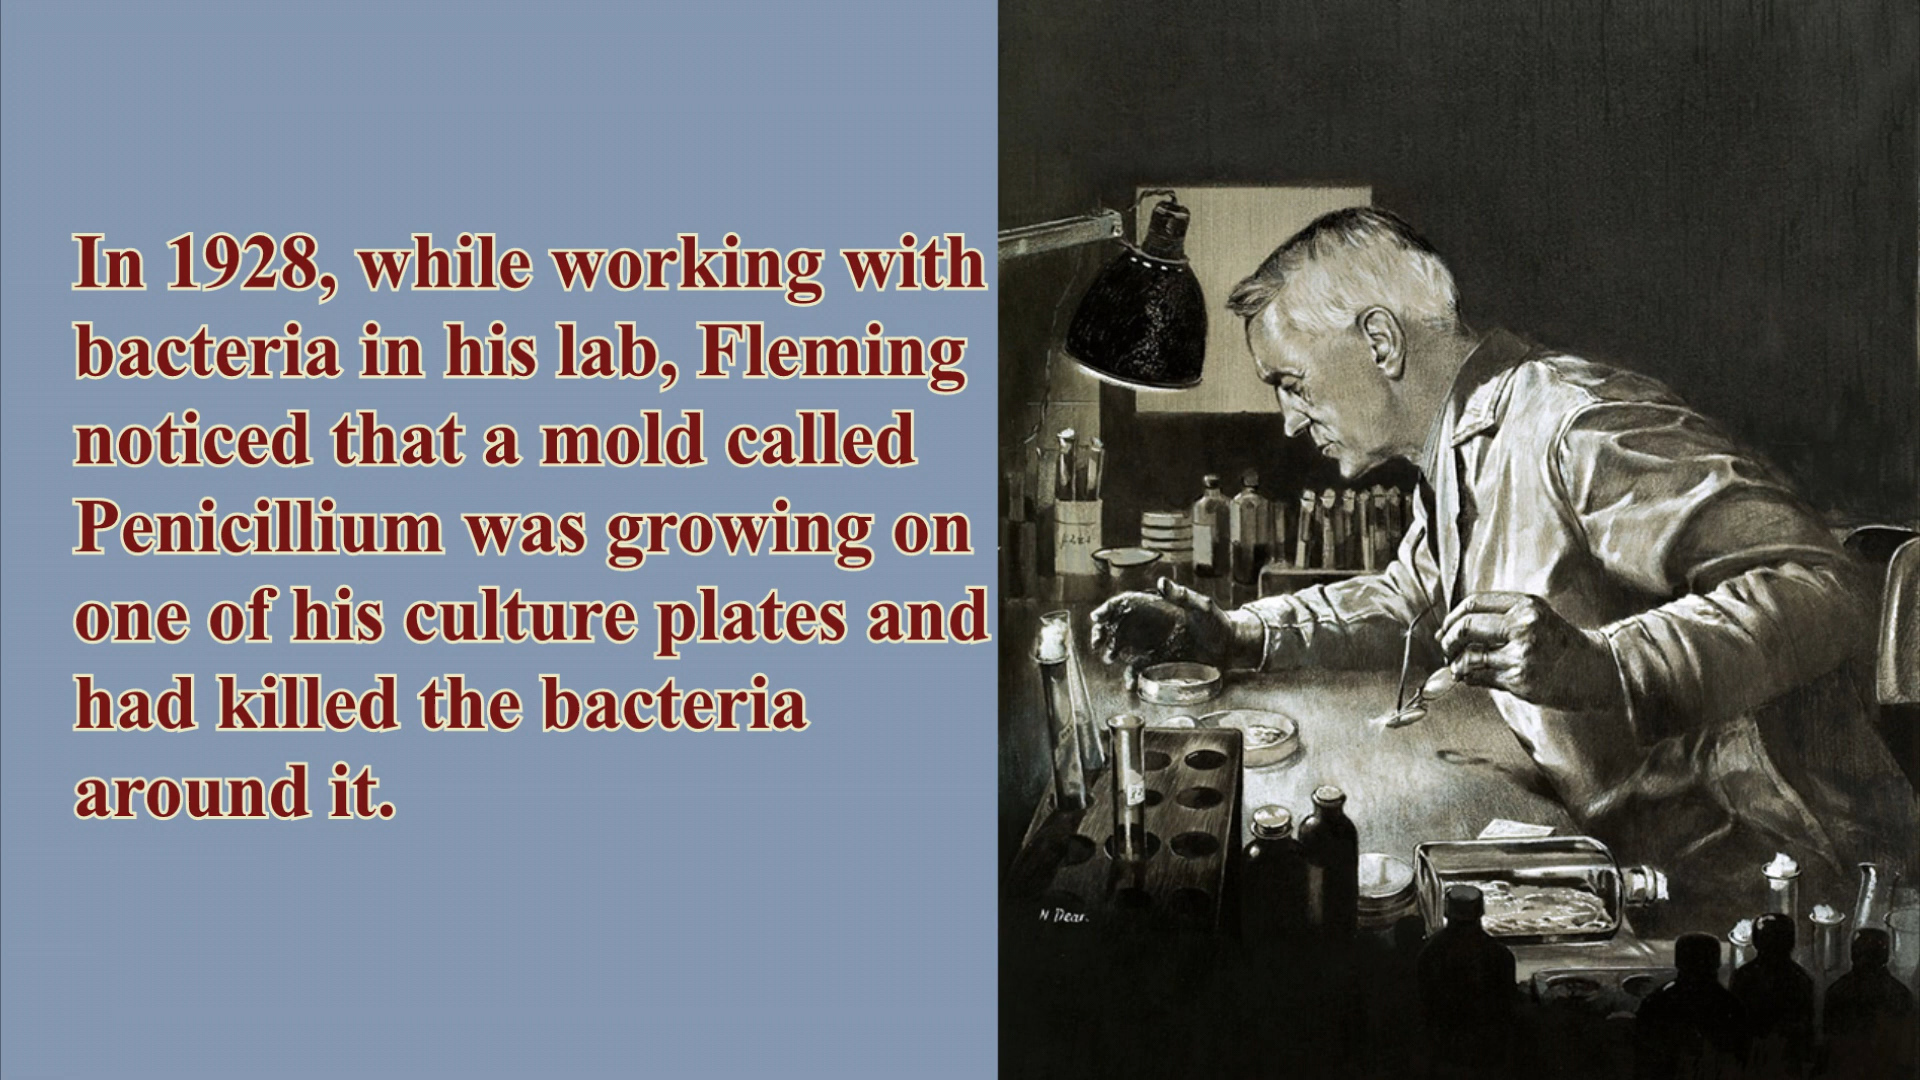 In 1928, while working with
bacteria in his lab, Fleming
noticed that a mold called
Penicillium was growing on
one of his culture plates and
had killed the bacteria
around it.
N Dear.